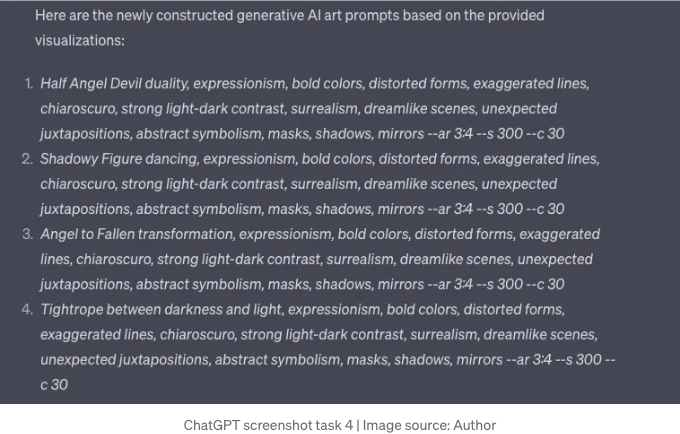 Here are the newly constructed generative AI art prompts based on the provided
visualizations:
1. Half Angel Devil duality, expressionism, bold colors, distorted forms, exaggerated lines,
chiaroscuro, strong light-dark contrast, surrealism, dreamlike scenes, unexpected
juxtapositions, abstract symbolism, masks, shadows, mirrors --ar 3:4 --s 300 --c 30
2. Shadowy Figure dancing, expressionism, bold colors, distorted forms, exaggerated lines,
chiaroscuro, strong light-dark contrast, surrealism, dreamlike scenes, unexpected
juxtapositions, abstract symbolism, masks, shadows, mirrors --ar 3:4 --s 300 --c 30
3. Angel to Fallen transformation, expressionism, bold colors, distorted forms, exaggerated
lines, chiaroscuro, strong light-dark contrast, surrealism, dreamlike scenes, unexpected
juxtapositions, abstract symbolism, masks, shadows, mirrors --ar 3:4 --s 300 --c 30
4. Tightrope between darkness and light, expressionism, bold colors, distorted forms,
exaggerated lines, chiaroscuro, strong light-dark contrast, surrealism, dreamlike scenes,
unexpected juxtapositions, abstract symbolism, masks, shadows, mirrors --ar 3:4 --s 300 --
c 30
ChatGPT screenshot task 4 | Image source: Author